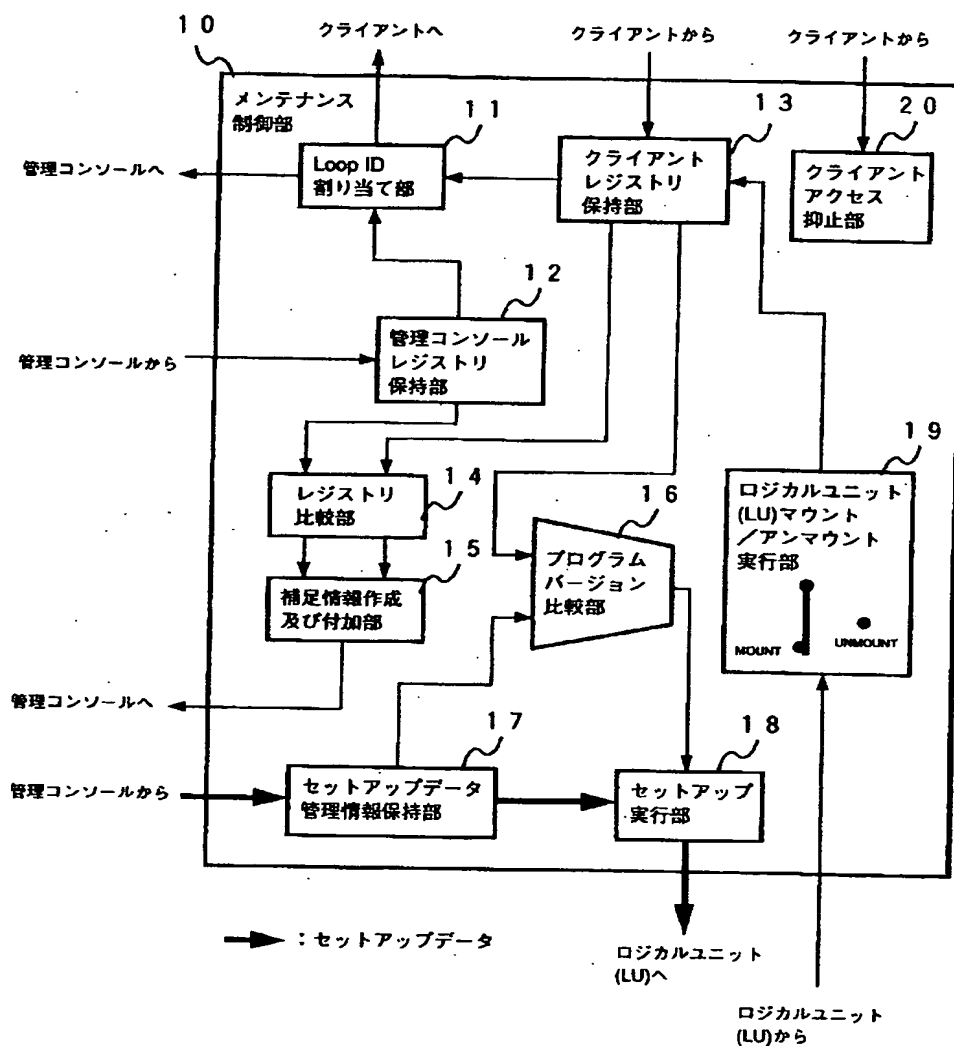 10
クライアントへ
クライアントから
クライアントから
メンテナンス
制御部
11
13
20
管理コンソールへ
Loop ID
割り当て部
クライアント
レジストリ
保持部
クライアント
アクセス
抑止部
12
管理コンソールから
管理コンソール
レジストリ
保持部
レジストリ
比較部
14
16
19
補足情報作成
及び付加部
15
プログラム
バージョン
比較部
ロジカルユニット
(LU)マウント
/アンマウント
実行部
MOUNT
UNMOUNT
管理コンソールへ
17
18
管理コンソールから
セットアップデータ
管理情報保持部
セットアップ
実行部
:セットアップデータ
ロジカルユニット
(LU)へ
ロジカルユニット
(LU)から